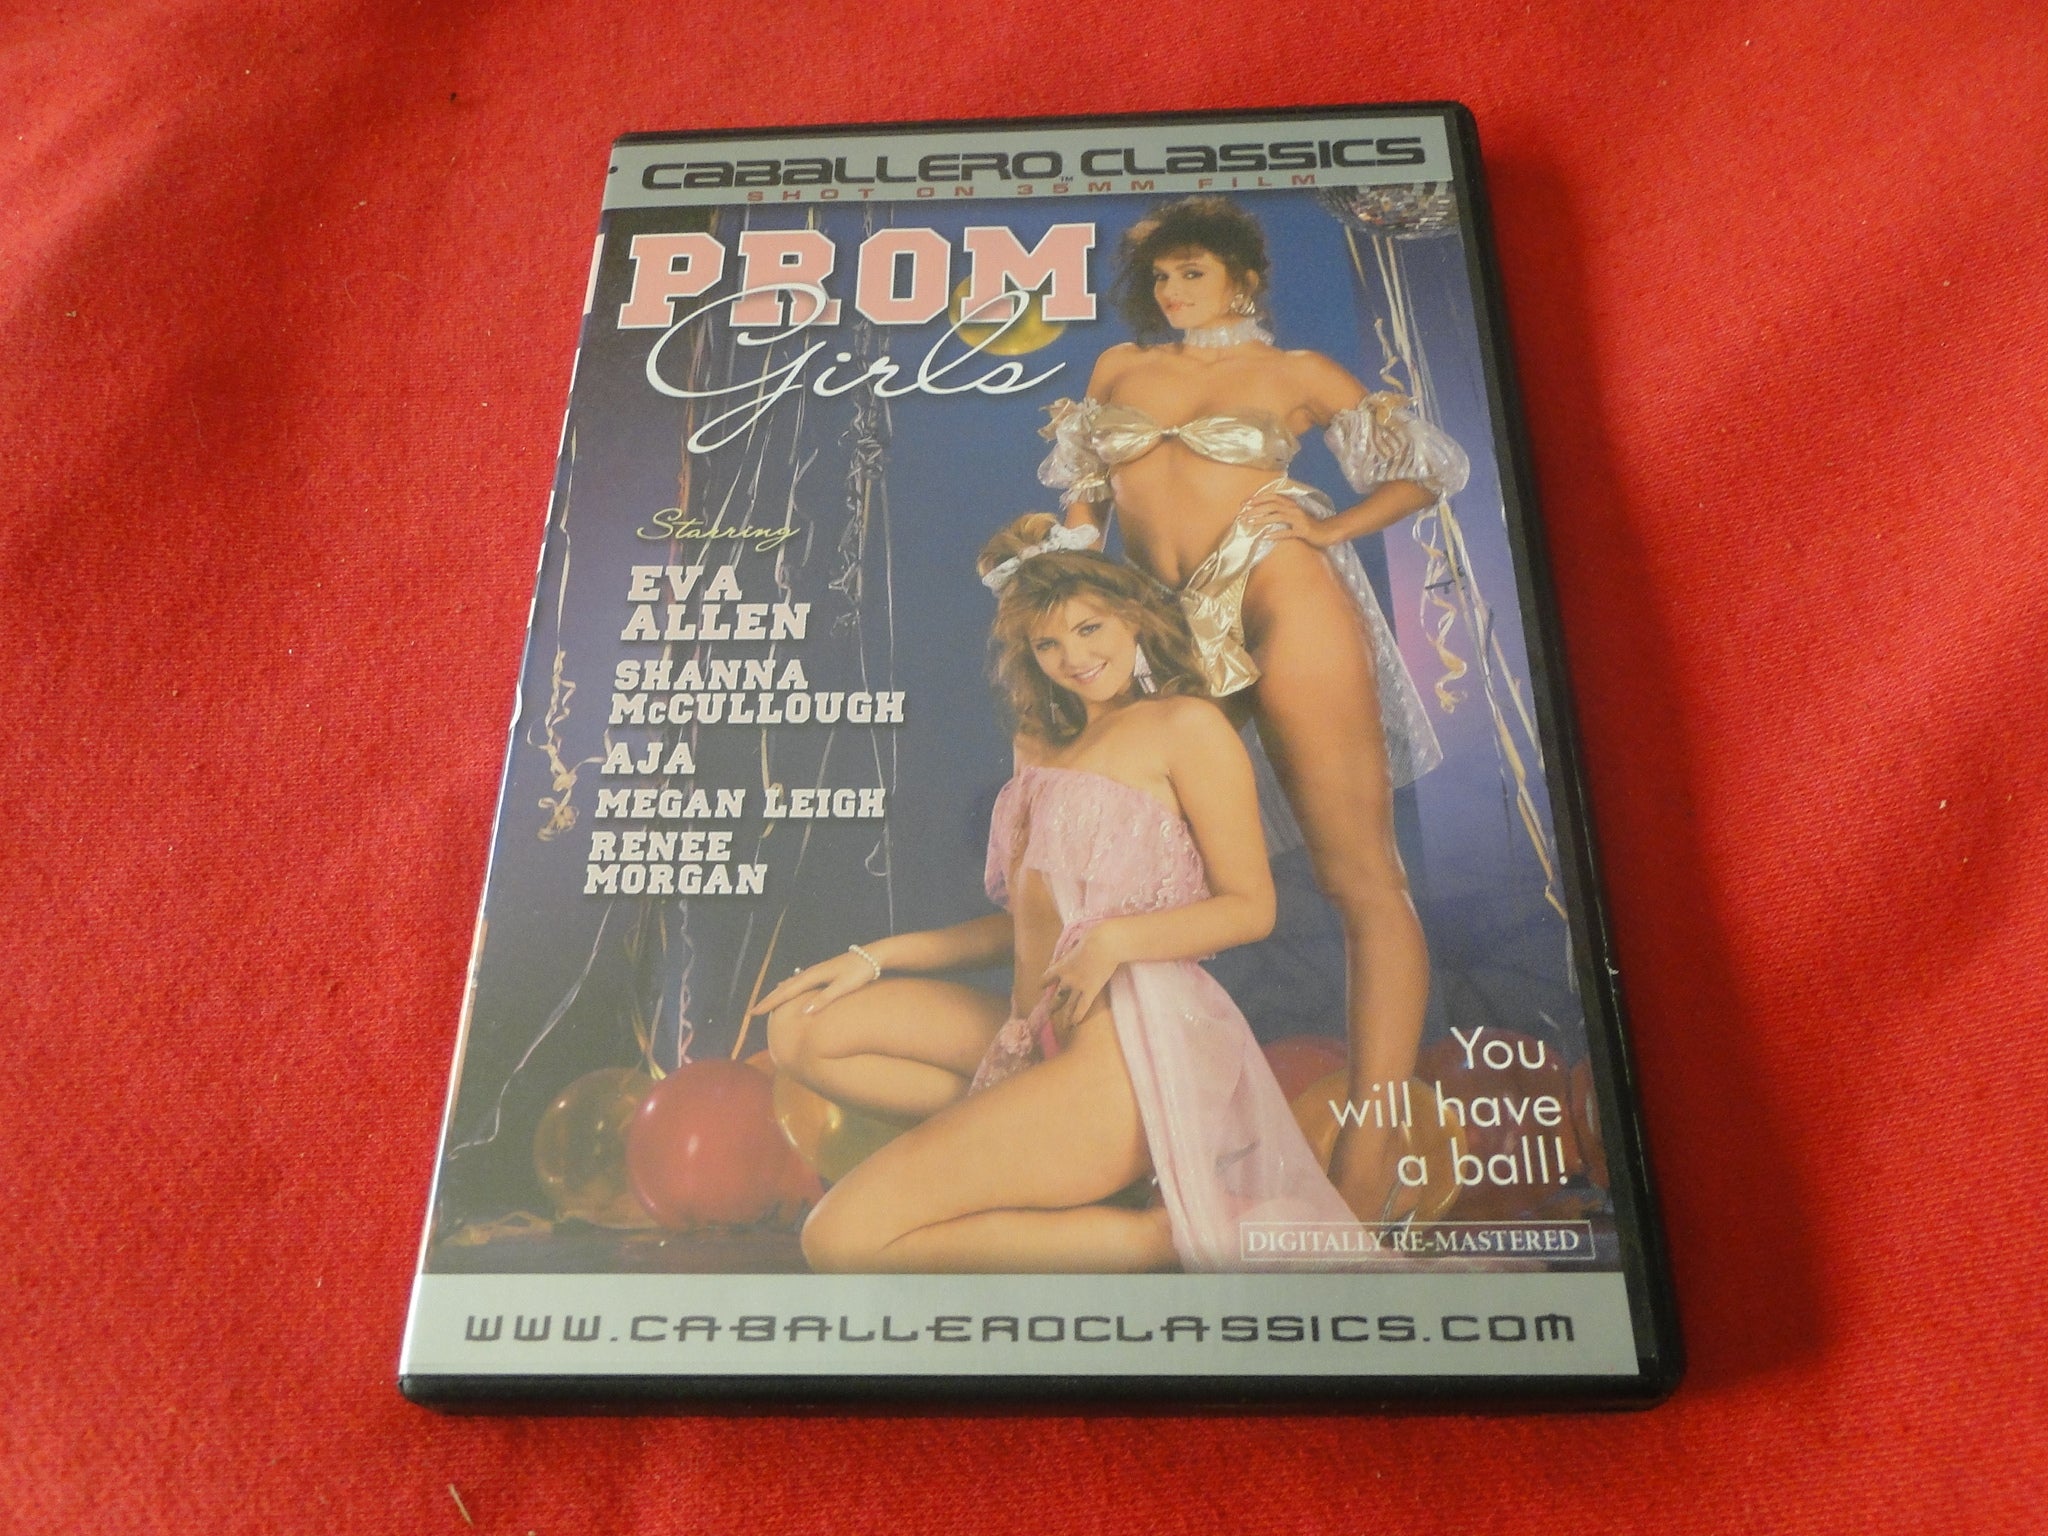 CABALLERO™ CLASSICS
SHOT ON 35MM FILM
PROM
Girls
Starring
EVA
ALLEN
SHANNA
McCULLOUGH
AJA
MEGAN LEIGH
RENEE
MORGAN
You
will have
a ball!
DIGITALLY RE-MASTERED
WWW.CABALLEROCLASSICS.COM